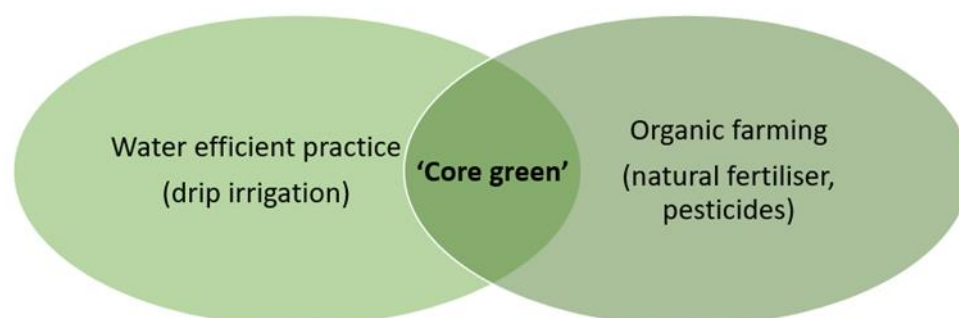 Water efficient practice
(drip irrigation)
‘Core green’
Organic farming
(natural fertiliser,
pesticides)